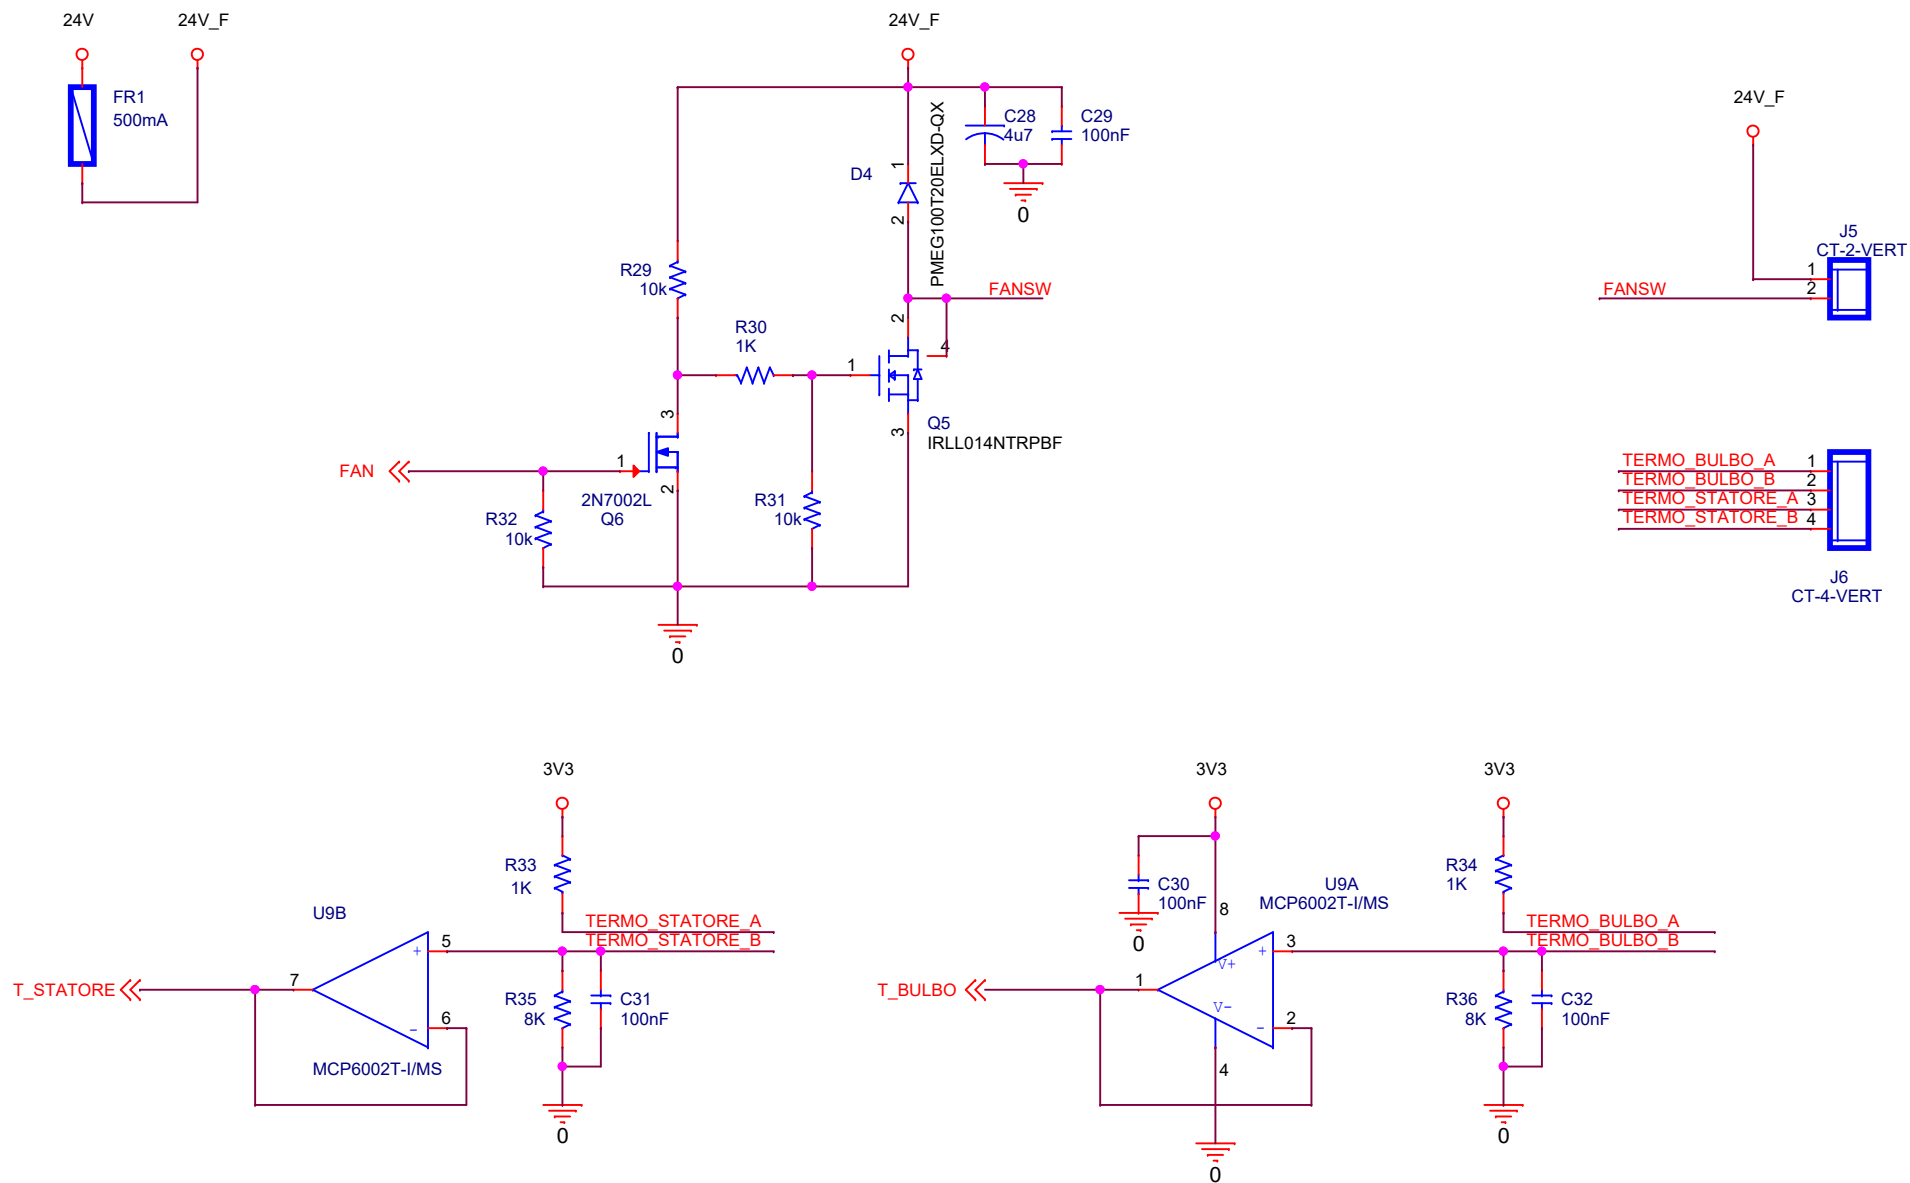 24V
24V_F
FR1
500mA
24V_F
C28
4u7
C29
100nF
0
D4
1
2
PMEG100T20ELXD-QX
R29
10k
FANSW
R30
1K
2
4
1
Q5
IRLL014NTRPBF
3
3
FAN
1
2
2N7002L
Q6
R32
10k
R31
10k
0
24V_F
J5
CT-2-VERT
1
FANSW
2
TERMO_BULBO_A
1
TERMO_BULBO_B
2
TERMO_STATORE_A
3
TERMO_STATORE_B
4
J6
CT-4-VERT
3V3
R33
1K
U9B
TERMO_STATORE_A
TERMO_STATORE_B
+
5
7
T_STATORE
R35
8K
C31
100nF
-
6
MCP6002T-I/MS
0
3V3
3V3
C30
100nF
0
U9A
MCP6002T-I/MS
8
R34
1K
TERMO_BULBO_A
TERMO_BULBO_B
+
3
V+
1
T_BULBO
V-
R36
8K
C32
100nF
-
2
4
0
0